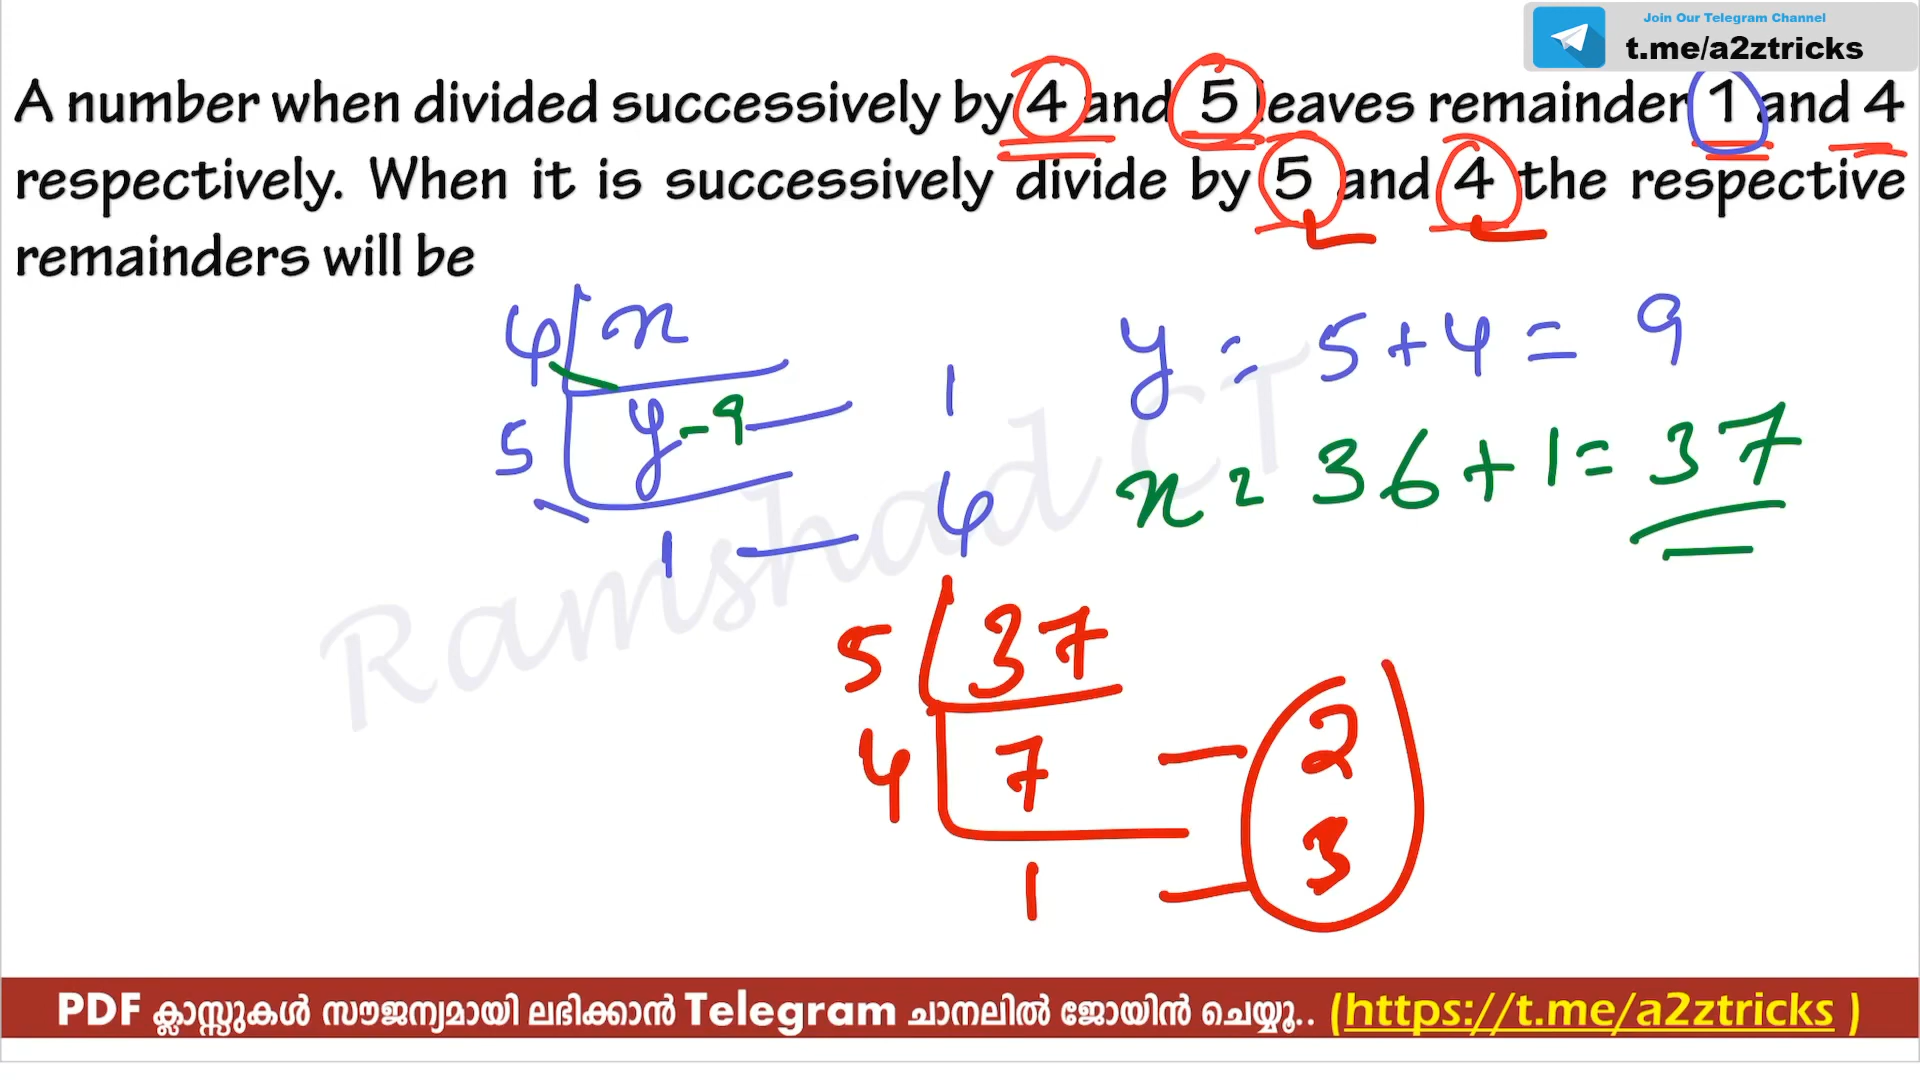 Join Our Telegram Channel
t.me/a2ztricks
A number when divided successively by 4 and 5 leaves remainder 1 and 4
respectively. When it is successively divide by 5 and 4 the respective
remainders will be
4 x
y = 5 + 4 = 9
5 y - 9 1
x = 36 + 1 = 37
1 4
Ramshad CT
5 37
4 7 2
1 3
PDF ക്ലാസ്സുകൾ സൗജന്യമായി ലഭിക്കാൻ Telegram ചാനലിൽ ജോയിൻ ചെയ്യൂ.. (https://t.me/a2ztricks )